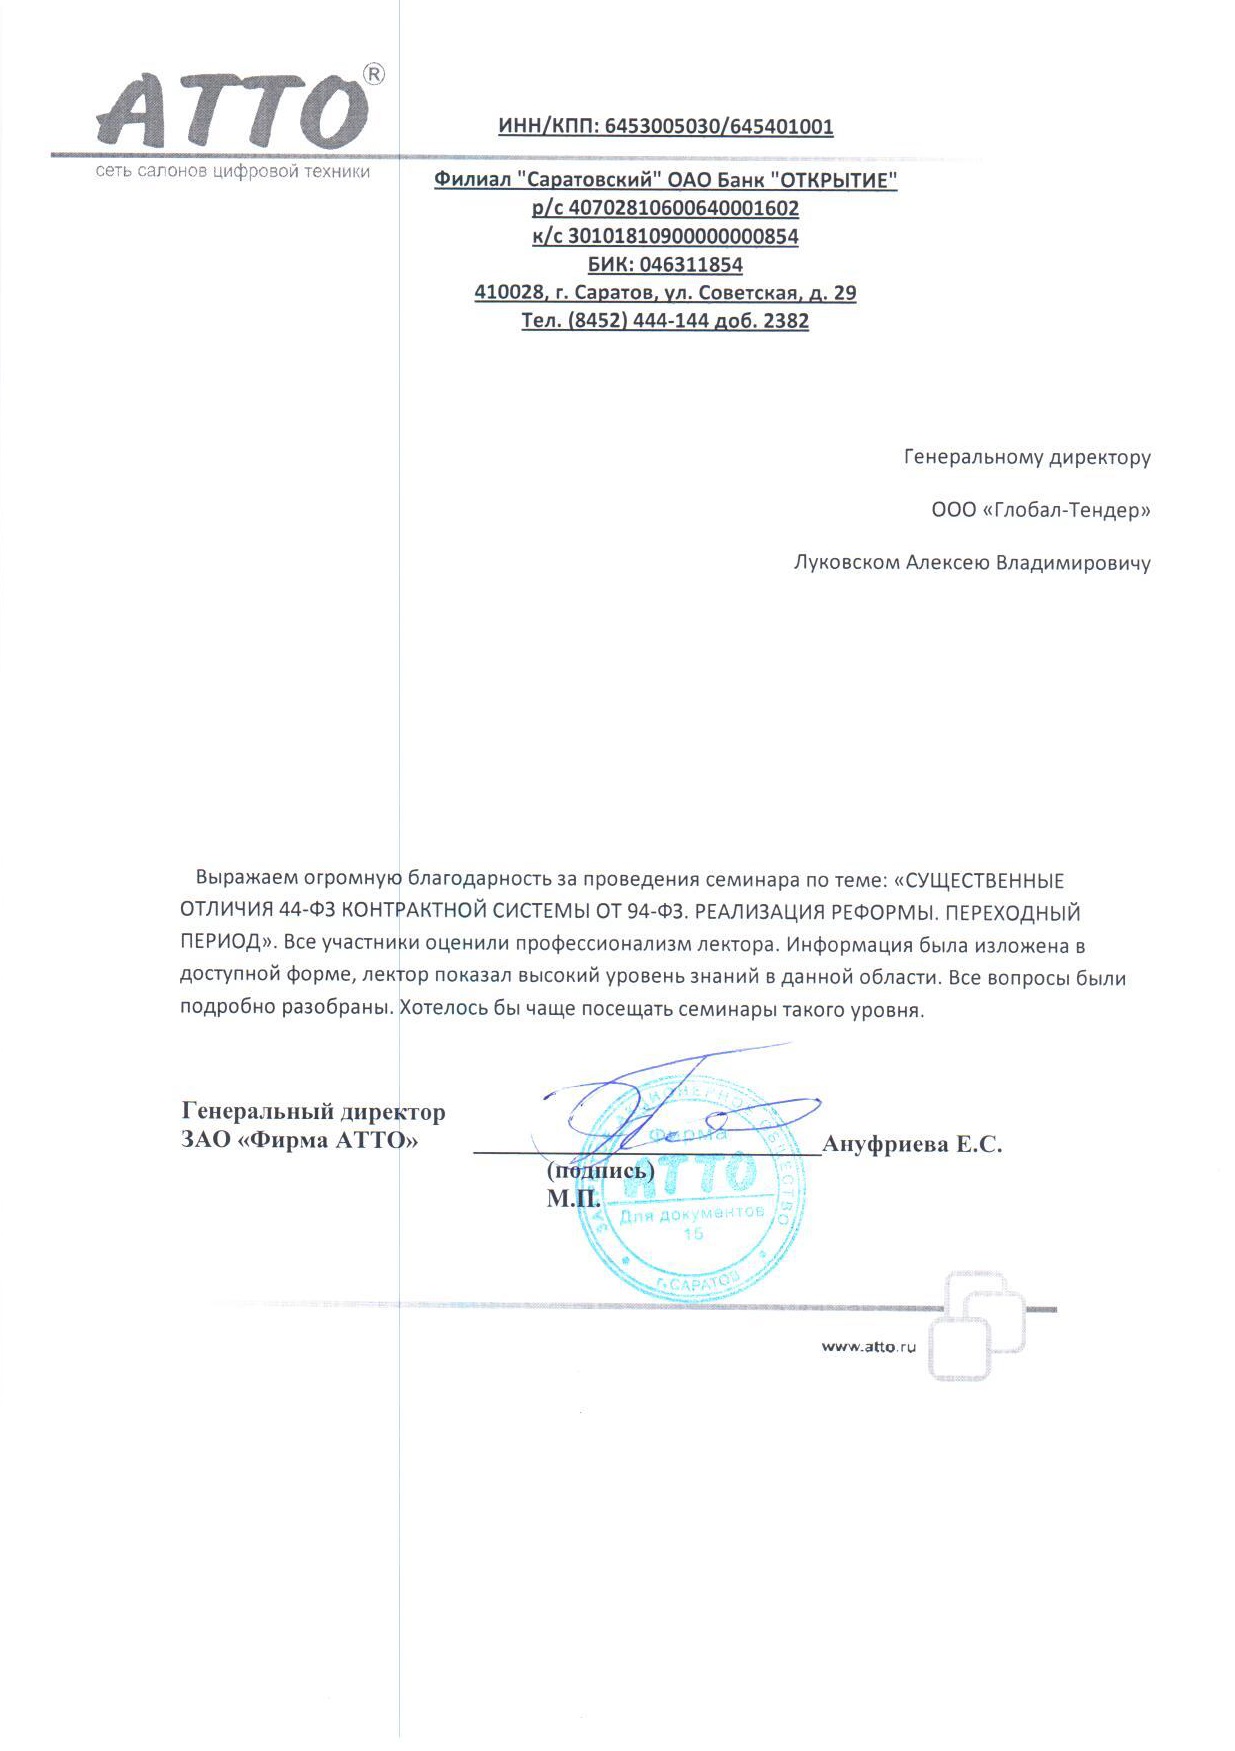 АТТО®
сеть салонов цифровой техники
ИНН/КПП: 6453005030/645401001
Филиал "Саратовский" ОАО Банк "ОТКРЫТИЕ"
р/с 40702810600640001602
к/с 30101810900000000854
БИК: 046311854
410028, г. Саратов, ул. Советская, д. 29
Тел. (8452) 444-144 доб. 2382
Генеральному директору
ООО «Глобал-Тендер»
Луковском Алексею Владимировичу
Выражаем огромную благодарность за проведения семинара по теме: «СУЩЕСТВЕННЫЕ
ОТЛИЧИЯ 44-ФЗ КОНТРАКТНОЙ СИСТЕМЫ ОТ 94-ФЗ. РЕАЛИЗАЦИЯ РЕФОРМЫ. ПЕРЕХОДНЫЙ
ПЕРИОД». Все участники оценили профессионализм лектора. Информация была изложена в
доступной форме, лектор показал высокий уровень знаний в данной области. Все вопросы были
подробно разобраны. Хотелось бы чаще посещать семинары такого уровня.
Генеральный директор
ЗАО «Фирма АТТО»
Ануфриева Е.С.
(подпись)
М.П.
АКЦИОНЕРНОЕ ОБЩЕСТВО
Фирма
АТТО
Для документов
15
г.САРАТОВ
www.atto.ru